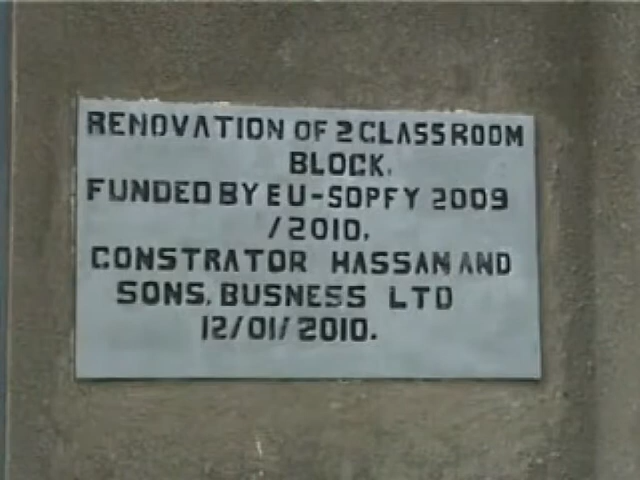 RENOVATION OF 2 CLASSROOM
BLOCK.
FUNDED BY EU-SDPFY 2009
/2010.
CONSTRATOR HASSAN AND
SONS. BUSNESS LTD
12/01/2010.